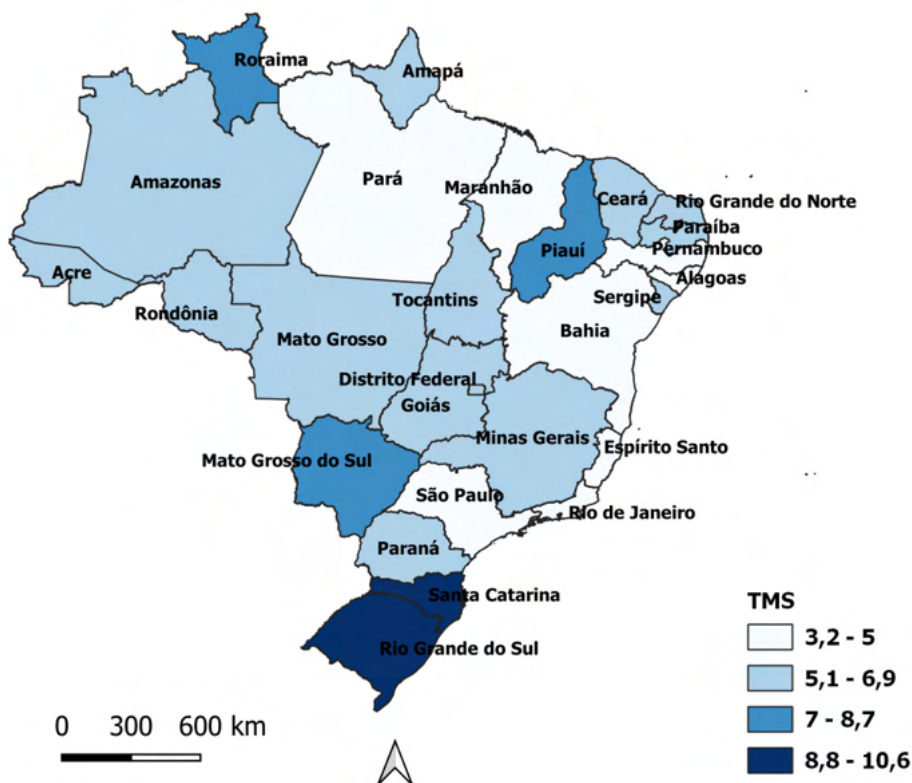 Roraima
Amapá
Amazonas
Pará
Maranhão
Ceará
Rio Grande do Norte
Paraíba
Piauí
Pernambuco
Acre
Alagoas
Rondônia
Tocantins
Sergipe
Mato Grosso
Bahia
Distrito Federal
Goiás
Minas Gerais
Espírito Santo
Mato Grosso do Sul
São Paulo
Rio de Janeiro
Paraná
Santa Catarina
Rio Grande do Sul
TMS
3,2 - 5
5,1 - 6,9
7 - 8,7
8,8 - 10,6
0 300 600 km